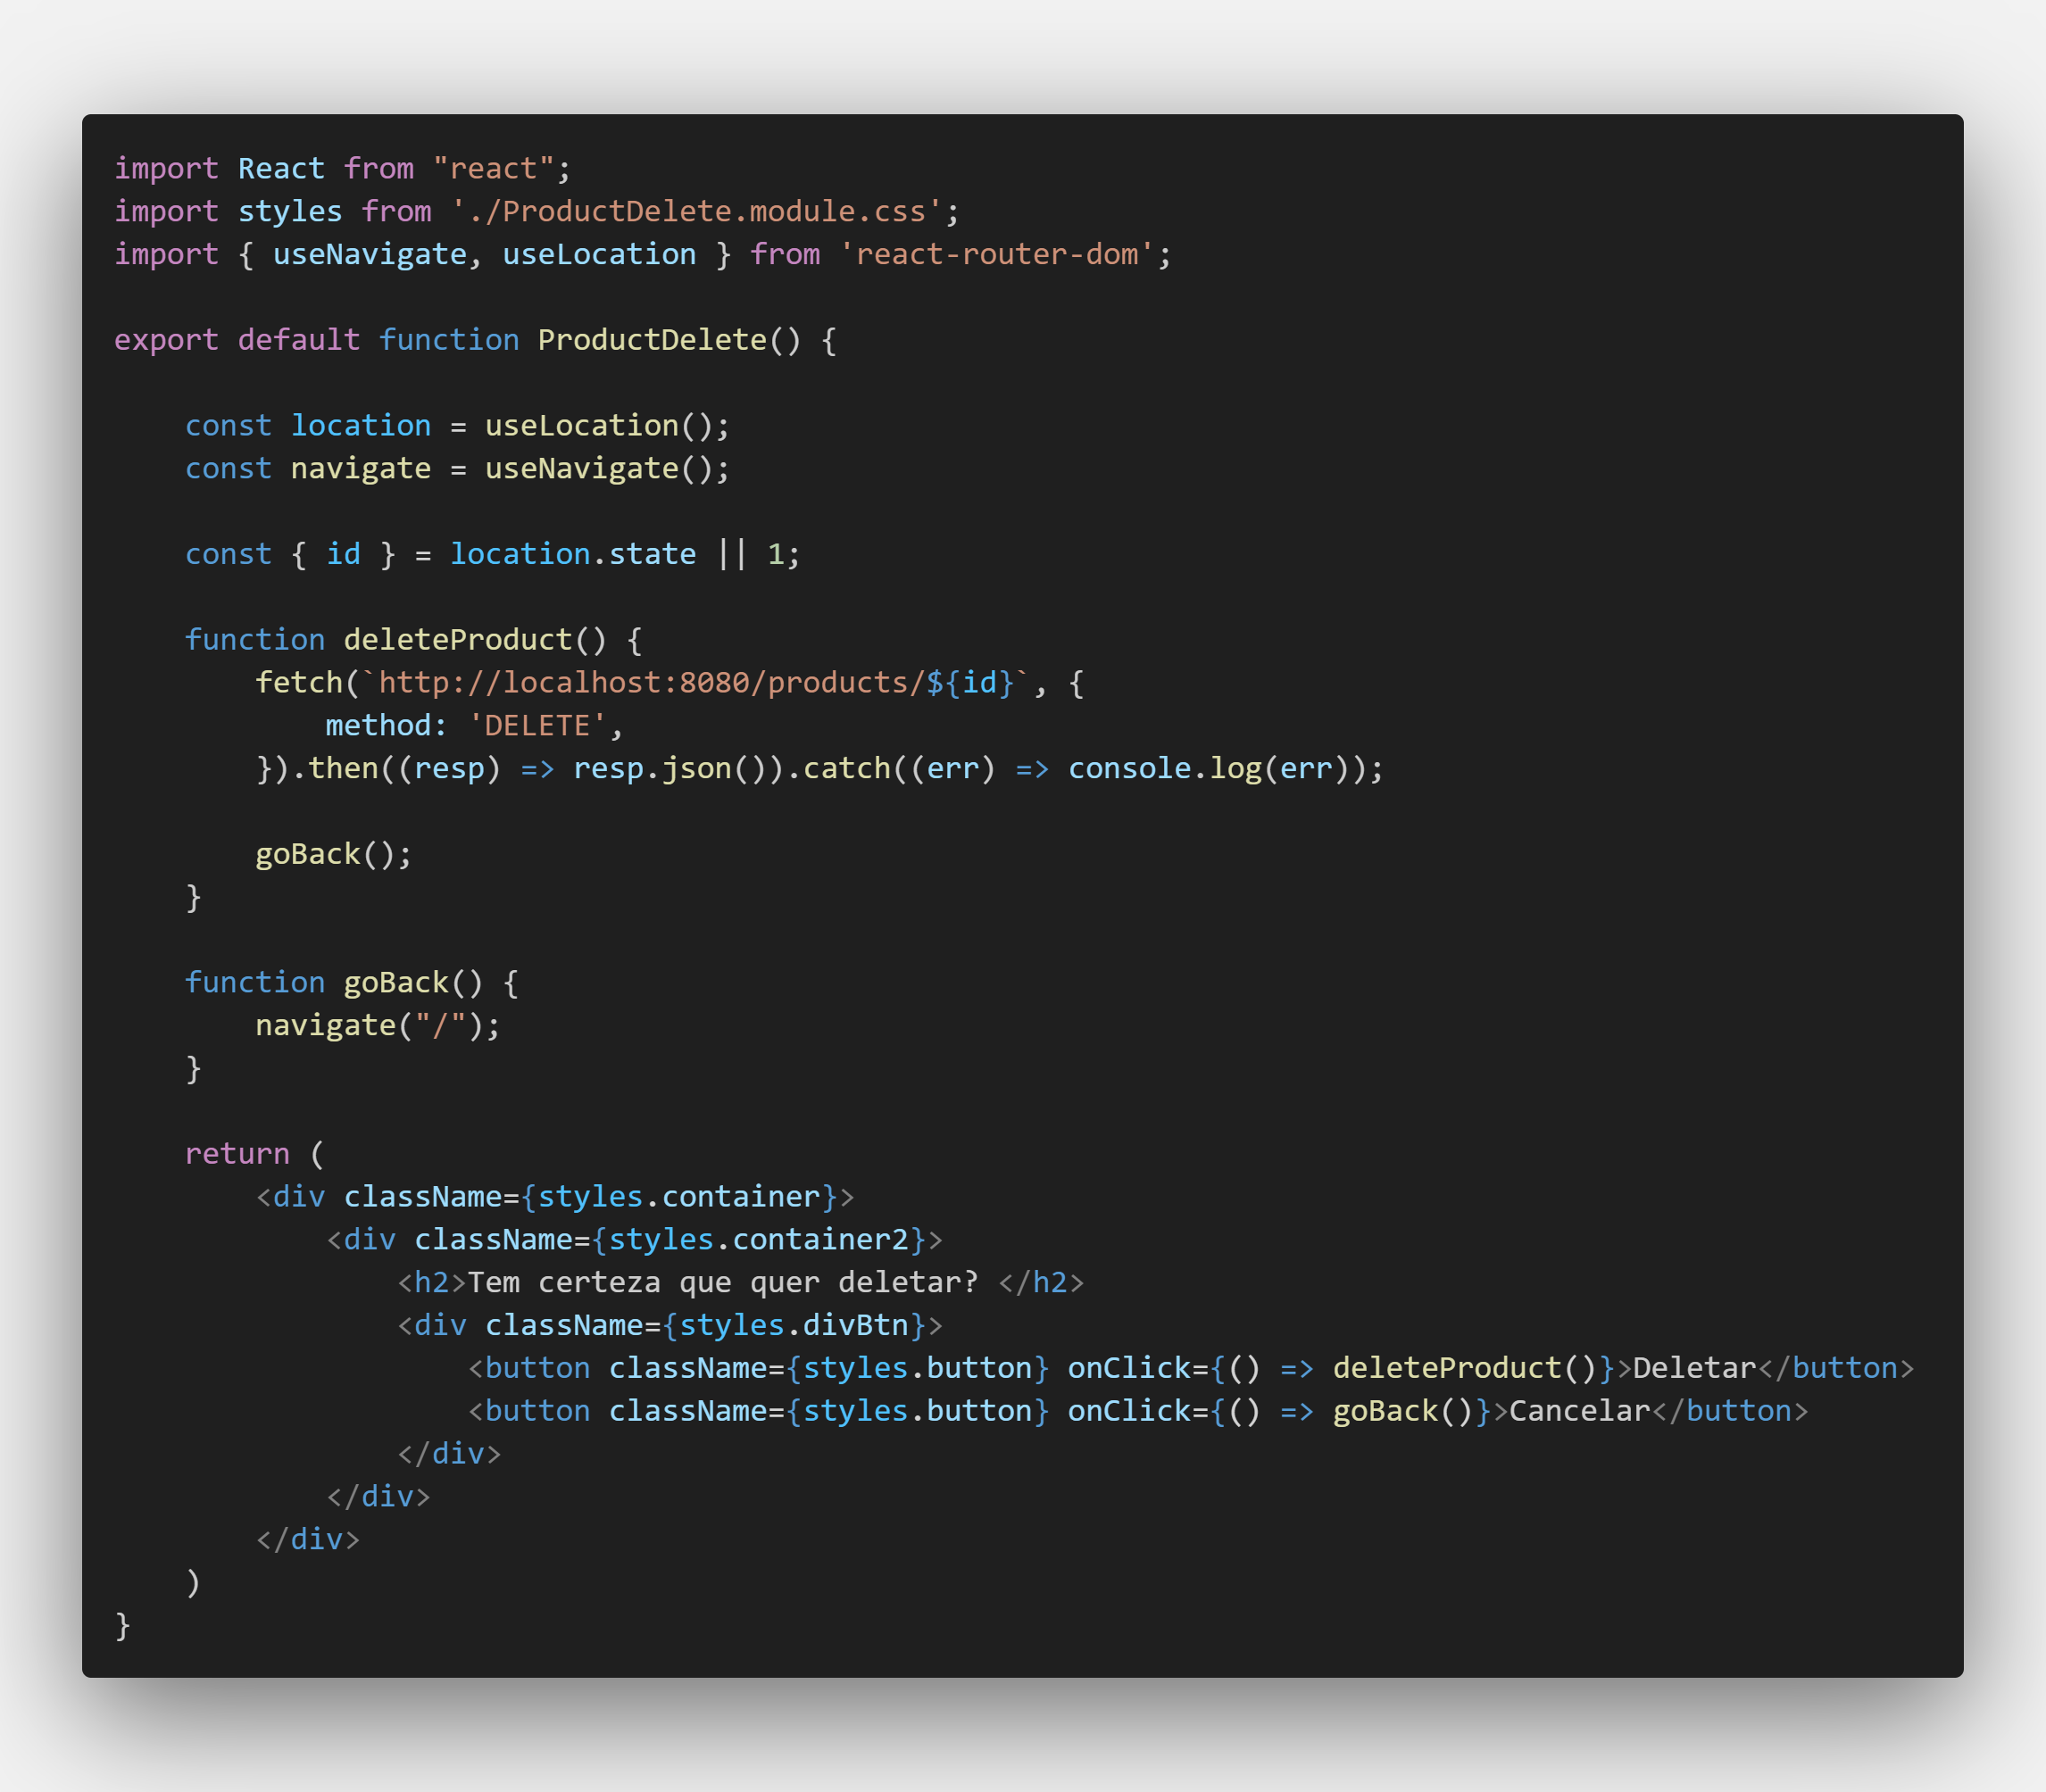 import React from "react";
import styles from './ProductDelete.module.css';
import { useNavigate, useLocation } from 'react-router-dom';

export default function ProductDelete() {

    const location = useLocation();
    const navigate = useNavigate();

    const { id } = location.state || 1;

    function deleteProduct() {
        fetch(`http://localhost:8080/products/${id}`, {
            method: 'DELETE',
        }).then((resp) => resp.json()).catch((err) => console.log(err));

        goBack();
    }

    function goBack() {
        navigate("/");
    }

    return (
        <div className={styles.container}>
            <div className={styles.container2}>
                <h2>Tem certeza que quer deletar? </h2>
                <div className={styles.divBtn}>
                    <button className={styles.button} onClick={() => deleteProduct()}>Deletar</button>
                    <button className={styles.button} onClick={() => goBack()}>Cancelar</button>
                </div>
            </div>
        </div>
    )
}